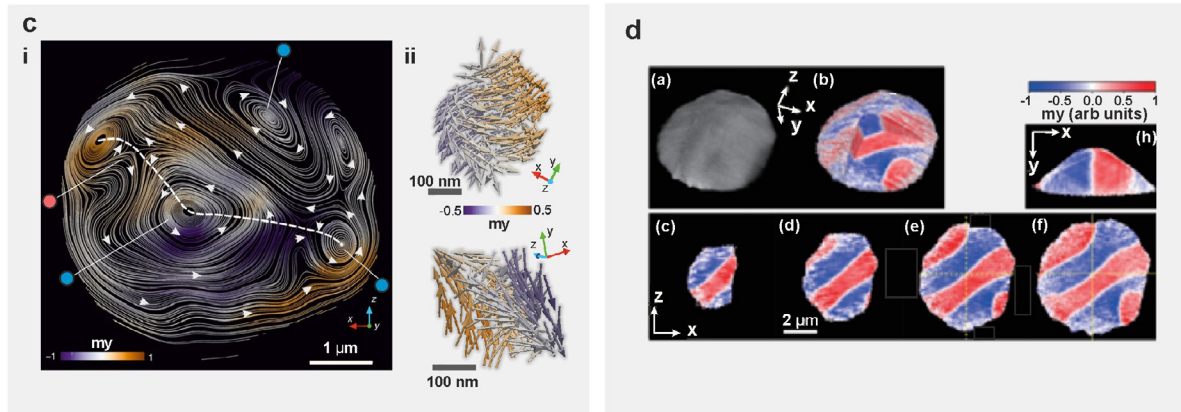 c
i
my
-1
1
z
x
y
1 µm
ii
x
y
z
100 nm
-0.5
0.5
my
y
z
x
100 nm
d
(a)
z
x
y
(b)
-1 -0.5 0.0 0.5 1
my (arb units)
x
y
(h)
(c)
z
x
(d)
2 µm
(e)
(f)